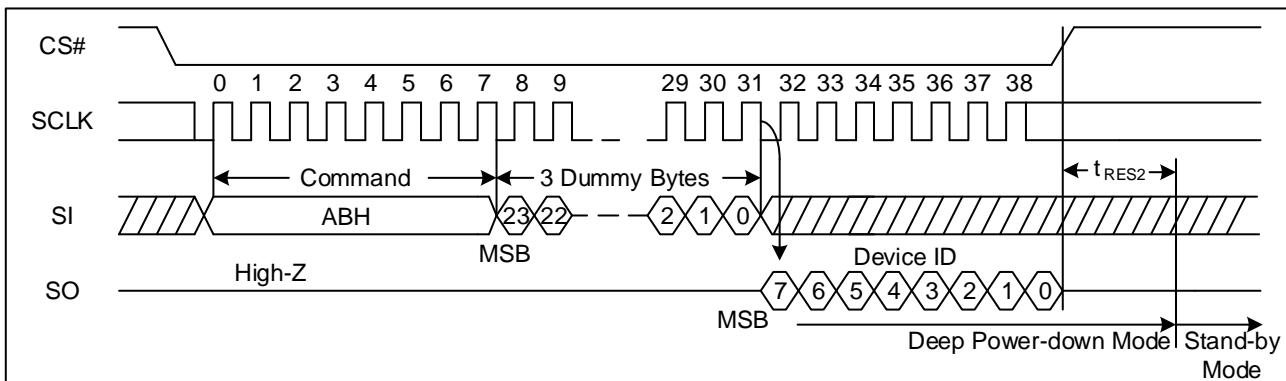 CS#
0 1 2 3 4 5 6 7 8 9 29 30 31 32 33 34 35 36 37 38
SCLK
Command 3 Dummy Bytes tRES2
SI ABH 23 22 2 1 0
MSB
High-Z Device ID
SO 7 6 5 4 3 2 1 0
MSB
Deep Power-down Mode Stand-by
Mode